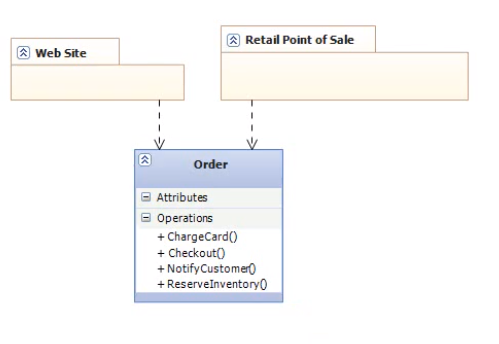 Web Site
Retail Point of Sale
Order
Attributes
Operations
+ ChargeCard()
+ Checkout()
+ NotifyCustomer()
+ ReserveInventory()